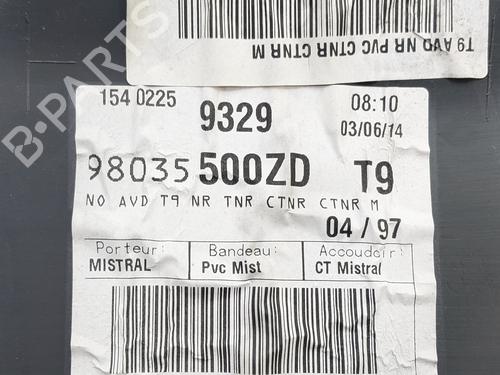 T9 AVD NR PVC CTNR CTNR M
B-PARTS
154 0225 9329 08:10
03/06/14
98035 500ZD T9
NO AVD T9 NR TNR CTNR CTNR M
04 / 97
Porteur: Bandeau: Accoudoir:
MISTRAL Pvc Mist CT Mistral